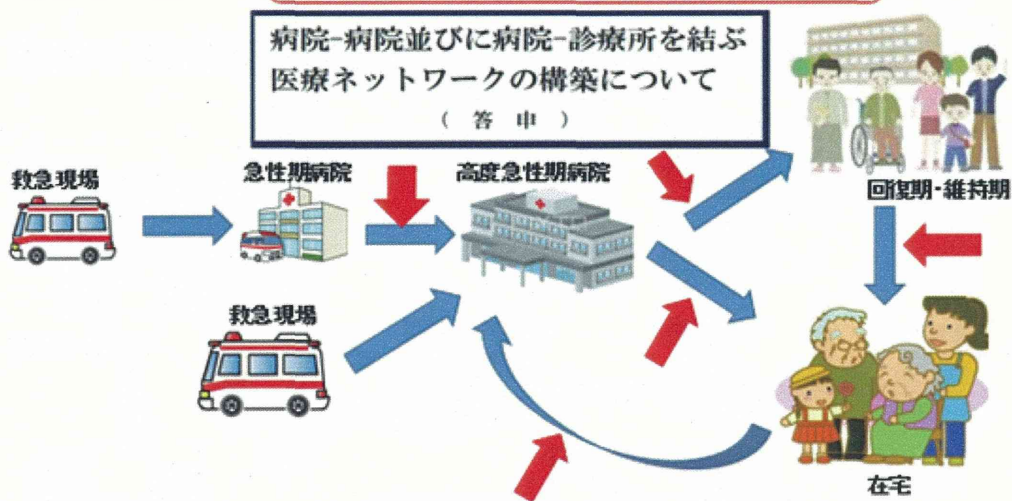 病院-病院並びに病院-診療所を結ぶ
医療ネットワークの構築について
（ 答 申 ）
救急現場
急性期病院
高度急性期病院
回復期・維持期
救急現場
在宅